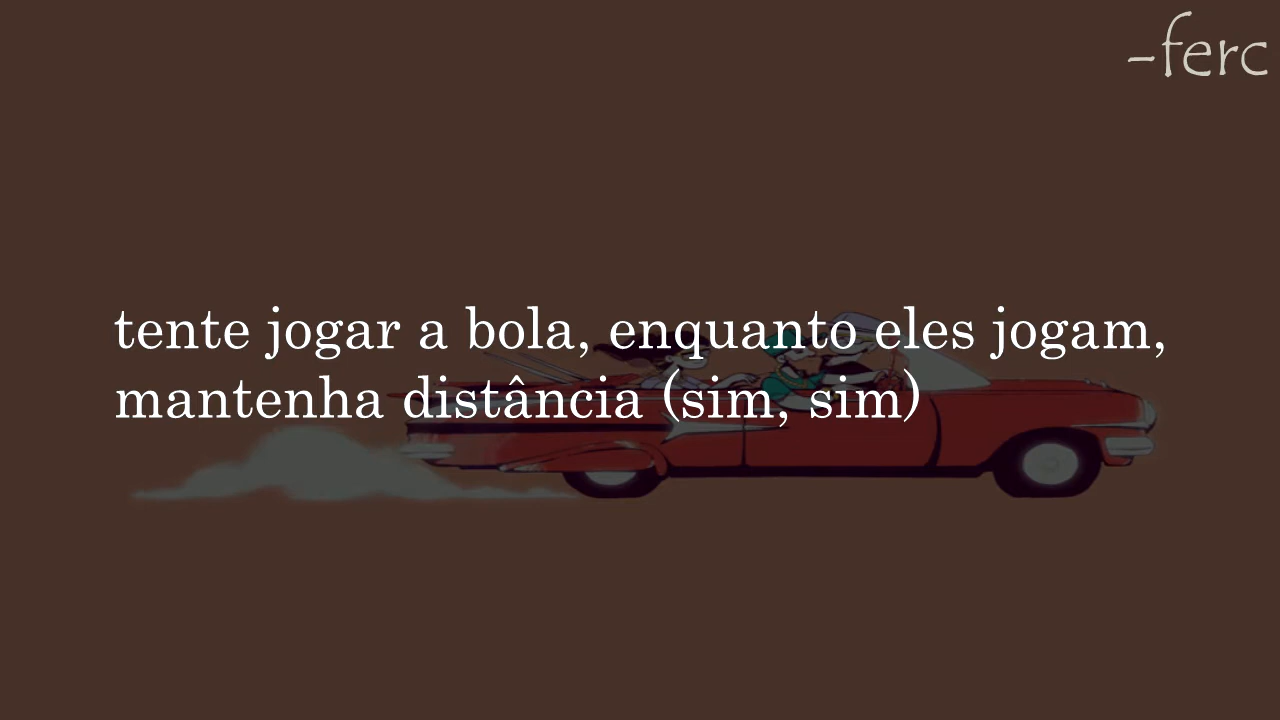 -ferc
tente jogar a bola, enquanto eles jogam,
mantenha distância (sim, sim)